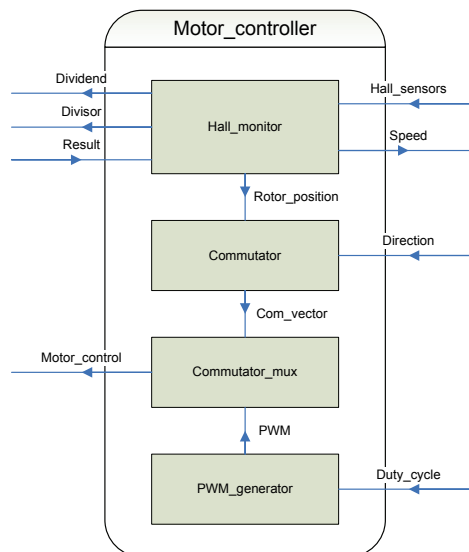 Motor_controller
Dividend
Hall_sensors
Divisor
Hall_monitor
Speed
Result
Rotor_position
Commutator
Direction
Com_vector
Motor_control
Commutator_mux
PWM
PWM_generator
Duty_cycle